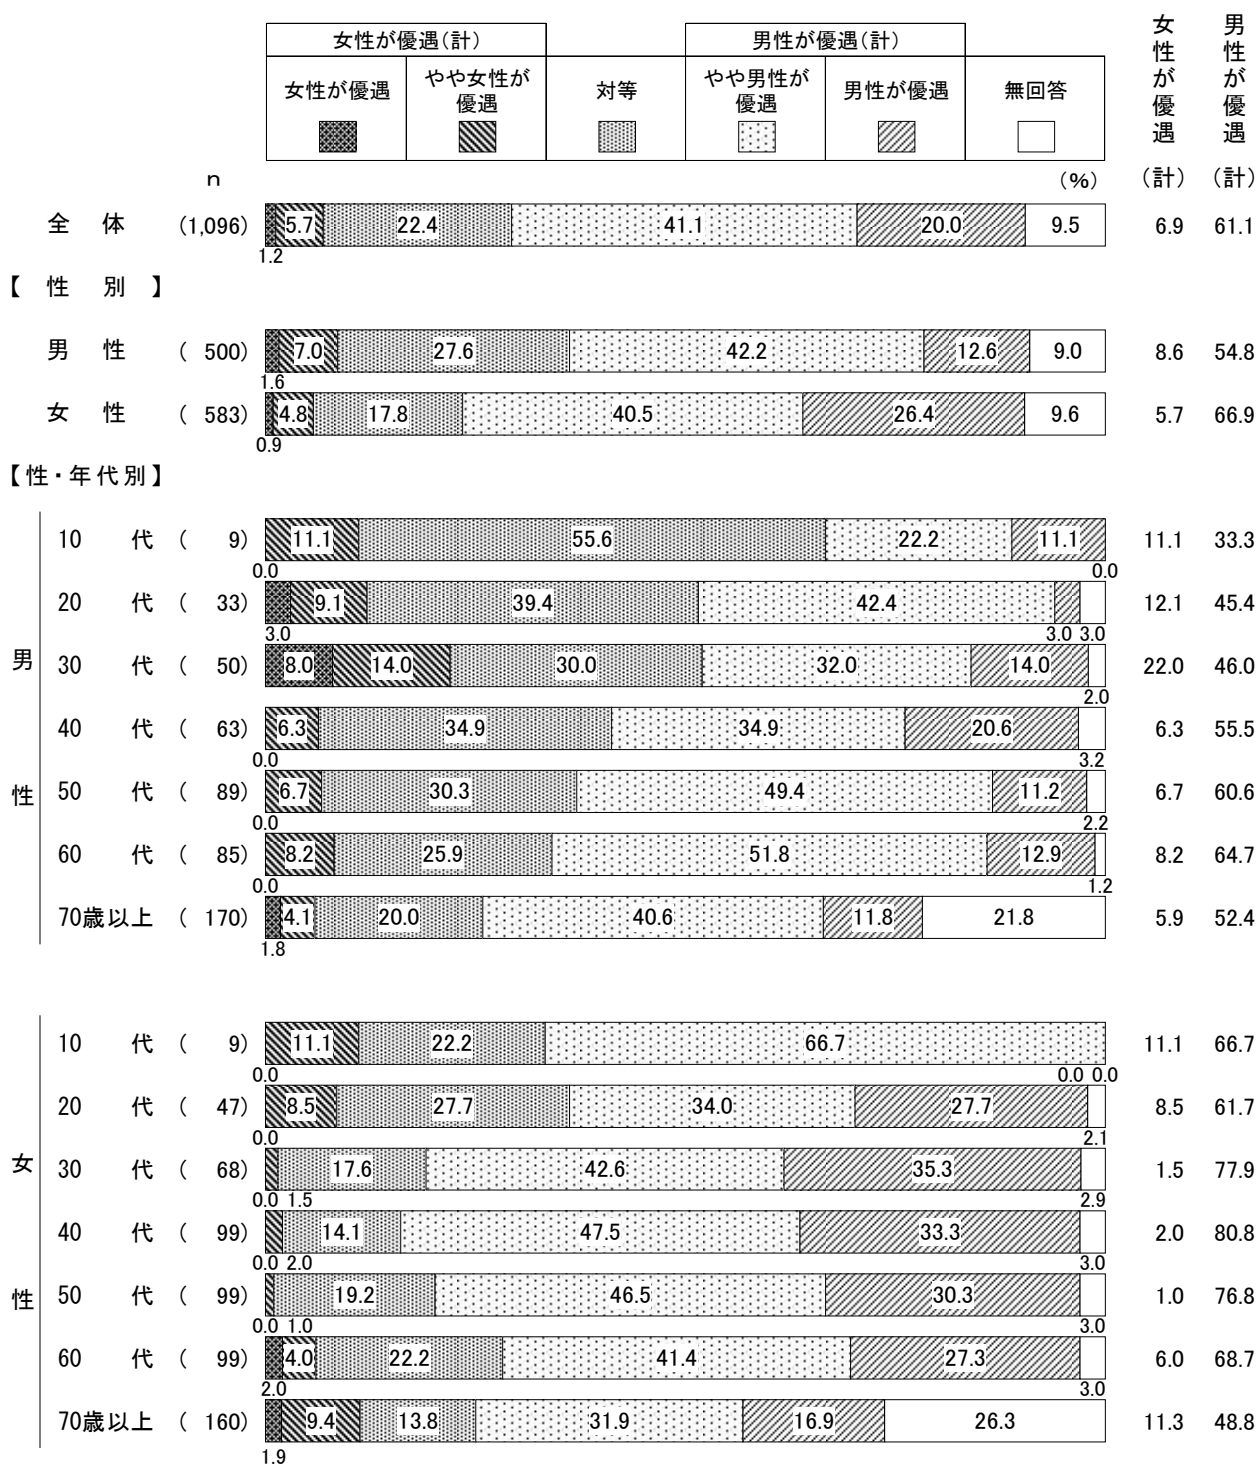 女性が優遇(計) 男性が優遇(計) 女性が優遇 男性が優遇
女性が優遇 やや女性が優遇 対等 やや男性が優遇 男性が優遇 無回答
n (%) (計) (計)
全 体 (1,096) 5.7 22.4 41.1 20.0 9.5 6.9 61.1
1.2
【 性 別 】
男 性 ( 500) 7.0 27.6 42.2 12.6 9.0 8.6 54.8
1.6
女 性 ( 583) 4.8 17.8 40.5 26.4 9.6 5.7 66.9
0.9
【性・年代別】
男性
10 代 ( 9) 11.1 55.6 22.2 11.1 11.1 33.3
0.0 0.0
20 代 ( 33) 9.1 39.4 42.4 12.1 45.4
3.0 3.0 3.0
30 代 ( 50) 8.0 14.0 30.0 32.0 14.0 22.0 46.0
2.0
40 代 ( 63) 6.3 34.9 34.9 20.6 6.3 55.5
0.0 3.2
50 代 ( 89) 6.7 30.3 49.4 11.2 6.7 60.6
0.0 2.2
60 代 ( 85) 8.2 25.9 51.8 12.9 8.2 64.7
0.0 1.2
70歳以上 ( 170) 4.1 20.0 40.6 11.8 21.8 5.9 52.4
1.8
女性
10 代 ( 9) 11.1 22.2 66.7 11.1 66.7
0.0 0.0 0.0
20 代 ( 47) 8.5 27.7 34.0 27.7 8.5 61.7
0.0 2.1
30 代 ( 68) 17.6 42.6 35.3 1.5 77.9
0.0 1.5 2.9
40 代 ( 99) 14.1 47.5 33.3 2.0 80.8
0.0 2.0 3.0
50 代 ( 99) 19.2 46.5 30.3 1.0 76.8
0.0 1.0 3.0
60 代 ( 99) 4.0 22.2 41.4 27.3 6.0 68.7
2.0 3.0
70歳以上 ( 160) 9.4 13.8 31.9 16.9 26.3 11.3 48.8
1.9